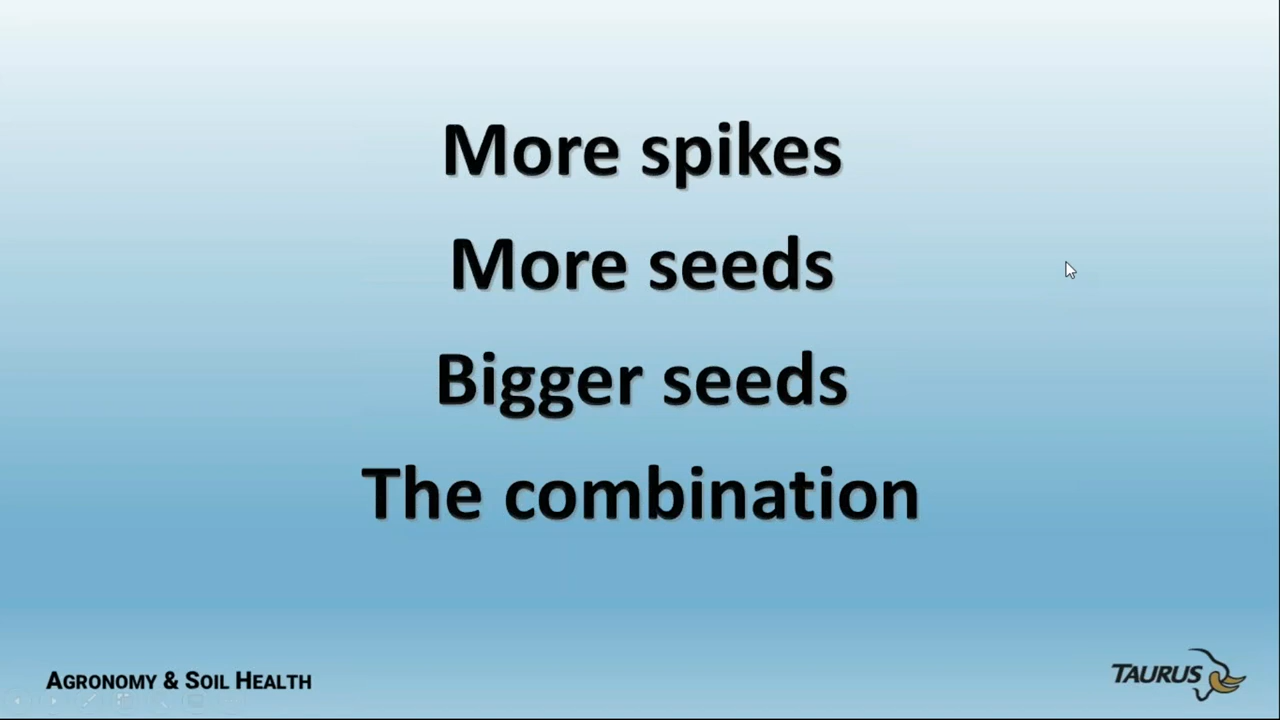 More spikes
More seeds
Bigger seeds
The combination
AGRONOMY & SOIL HEALTH
TAURUS